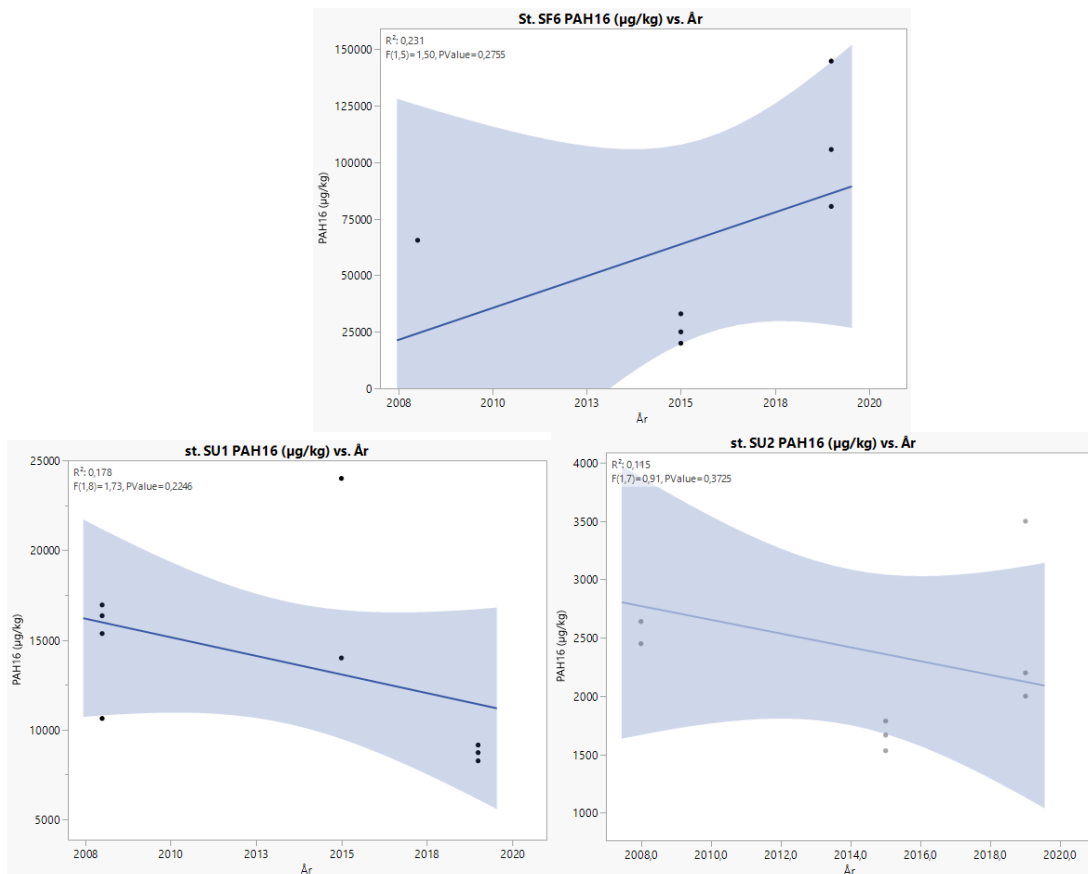 St. SF6 PAH16 (µg/kg) vs. År
R²: 0,231
F(1,5)=1,50, PValue=0,2755
150000
125000
100000
75000
50000
25000
0
PAH16 (µg/kg)
2008
2010
2013
2015
2018
2020
År
st. SU1 PAH16 (µg/kg) vs. År
R²: 0,178
F(1,8)=1,73, PValue=0,2246
25000
20000
15000
10000
5000
PAH16 (µg/kg)
2008
2010
2013
2015
2018
2020
År
st. SU2 PAH16 (µg/kg) vs. År
R²: 0,115
F(1,7)=0,91, PValue=0,3725
4000
3500
3000
2500
2000
1500
1000
PAH16 (µg/kg)
2008,0
2010,0
2012,0
2014,0
2016,0
2018,0
2020,0
År